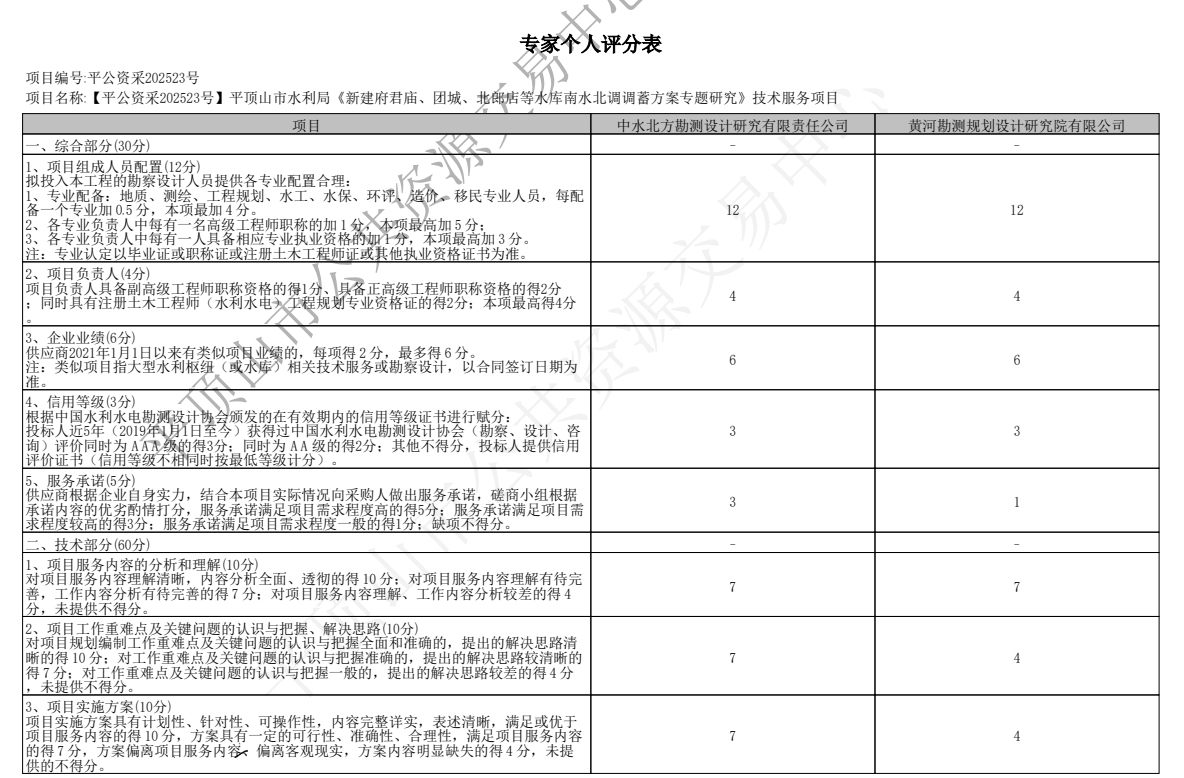 专家个人评分表
项目编号:平公资采202523号
项目名称:【平公资采202523号】平顶山市水利局《新建府君庙、团城、北郎店等水库南水北调调蓄方案专题研究》技术服务项目
项目 中水北方勘测设计研究有限责任公司 黄河勘测规划设计研究院有限公司
一、综合部分(30分) - -
1、项目组成人员配置(12分)
拟投入本工程的勘察设计人员提供各专业配置合理:
1、专业配备:地质、测绘、工程规划、水工、水保、环评、造价、移民专业人员，每配
备一个专业加 0.5 分，本项最加 4 分。
2、各专业负责人中每有一名高级工程师职称的加 1 分，本项最高加 5 分;
3、各专业负责人中每有一人具备相应专业执业资格的加 1 分，本项最高加 3 分。
注: 专业认定以毕业证或职称证或注册土木工程师证或其他执业资格证书为准。
12 12
2、项目负责人(4分)
项目负责人具备副高级工程师职称资格的得1分、具备正高级工程师职称资格的得2分
;同时具有注册土木工程师（水利水电）工程规划专业资格证的得2分; 本项最高得4分
。
4 4
3、企业业绩(6分)
供应商2021年1月1日以来有类似项目业绩的，每项得 2 分，最多得 6 分。
注: 类似项目指大型水利枢纽（或水库）相关技术服务或勘察设计，以合同签订日期为
准。
6 6
4、信用等级(3分)
根据中国水利水电勘测设计协会颁发的在有效期内的信用等级证书进行赋分:
投标人近5年（2019年1月1日至今）获得过中国水利水电勘测设计协会（勘察、设计、咨
询）评价同时为 AAA 级的得3分; 同时为 AA 级的得2分; 其他不得分，投标人提供信用
评价证书（信用等级不相同时按最低等级计分）。
3 3
5、服务承诺(5分)
供应商根据企业自身实力，结合本项目实际情况向采购人做出服务承诺，磋商小组根据
承诺内容的优劣酌情打分，服务承诺满足项目需求程度高的得5分; 服务承诺满足项目需
求程度较高的得3分; 服务承诺满足项目需求程度一般的得1分; 缺项不得分。
3 1
二、技术部分(60分) - -
1、项目服务内容的分析和理解(10分)
对项目服务内容理解清晰，内容分析全面、透彻的得 10 分; 对项目服务内容理解有待完
善，工作内容分析有待完善的得 7 分; 对项目服务内容理解、工作内容分析较差的得 4
分，未提供不得分。
7 7
2、项目工作重难点及关键问题的认识与把握、解决思路(10分)
对项目规划编制工作重难点及关键问题的认识与把握全面和准确的，提出的解决思路清
晰的得 10 分; 对工作重难点及关键问题的认识与把握准确的，提出的解决思路较清晰的
得 7 分; 对工作重难点及关键问题的认识与把握一般的，提出的解决思路较差的得 4 分
，未提供不得分。
7 4
3、项目实施方案(10分)
项目实施方案具有计划性、针对性、可操作性，内容完整详实，表述清晰，满足或优于
项目服务内容的得 10 分，方案具有一定的可行性、准确性、合理性，满足项目服务内容
的得 7 分，方案偏离项目服务内容、偏离客观现实，方案内容明显缺失的得 4 分，未提
供的不得分。
7 4
平顶山市公共资源交易中心
平顶山市公共资源交易中心